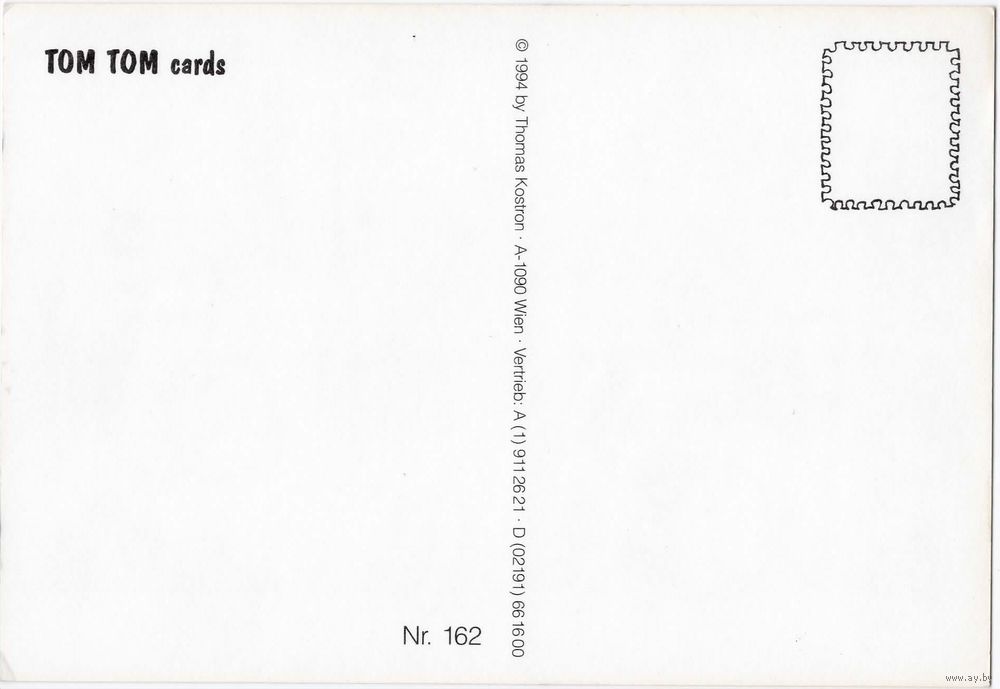 TOM TOM cards
© 1994 by Thomas Kostron · A-1090 Wien · Vertrieb: A (1) 911 26 21 · D (02191) 66 16 00
Nr. 162
www.ay.by